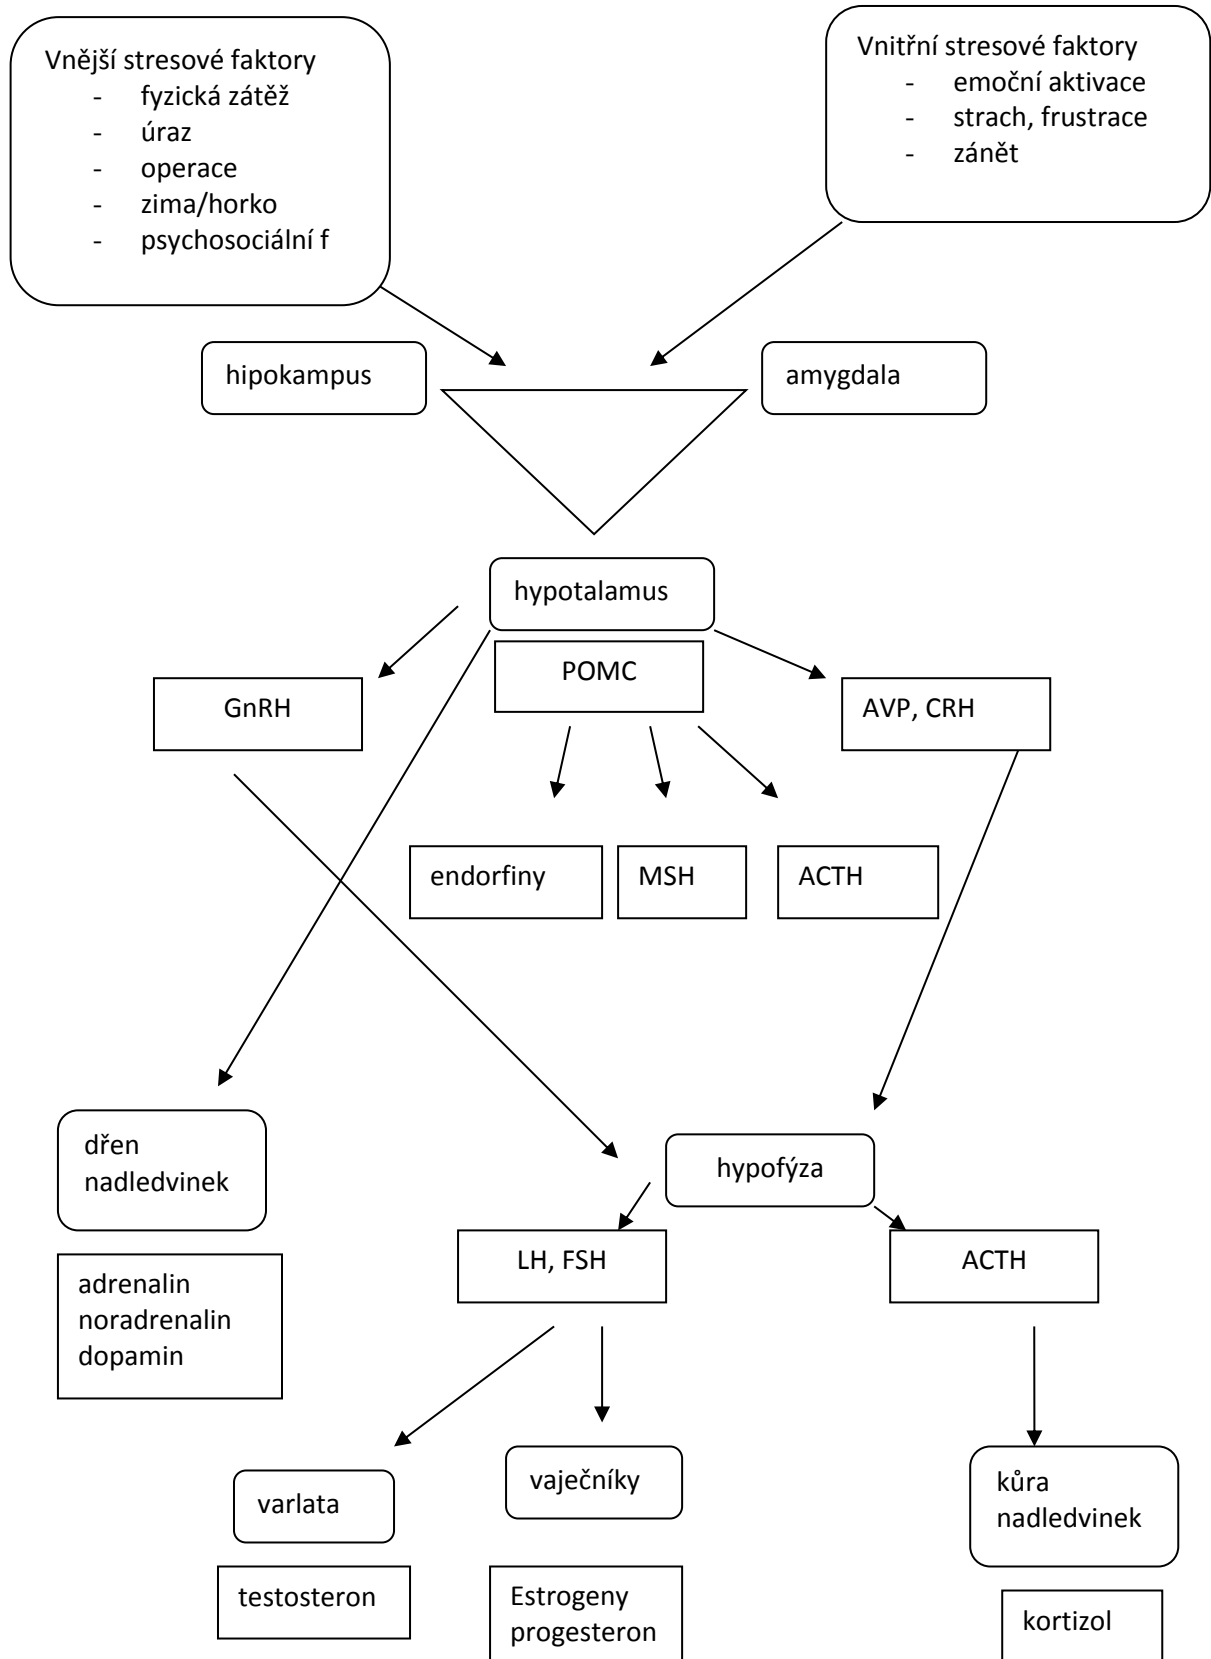 Vnější stresové faktory
- fyzická zátěž
- úraz
- operace
- zima/horko
- psychosociální f
Vnitřní stresové faktory
- emoční aktivace
- strach, frustrace
- zánět
hipokampus
amygdala
hypotalamus
POMC
GnRH
AVP, CRH
endorfiny
MSH
ACTH
dřen
nadledvinek
hypofýza
adrenalin
noradrenalin
dopamin
LH, FSH
ACTH
varlata
vaječníky
kůra
nadledvinek
testosteron
Estrogeny
progesteron
kortizol